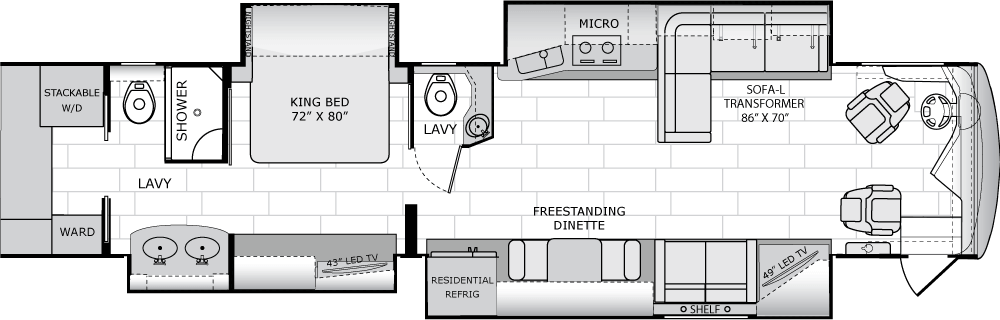 NIGHTSTAND
NIGHTSTAND
MICRO
STACKABLE
W/D
SHOWER
KING BED
72” X 80”
LAVY
SOFA-L
TRANSFORMER
86” X 70”
LAVY
WARD
FREESTANDING
DINETTE
43” LED TV
RESIDENTIAL
REFRIG
49” LED TV
SHELF